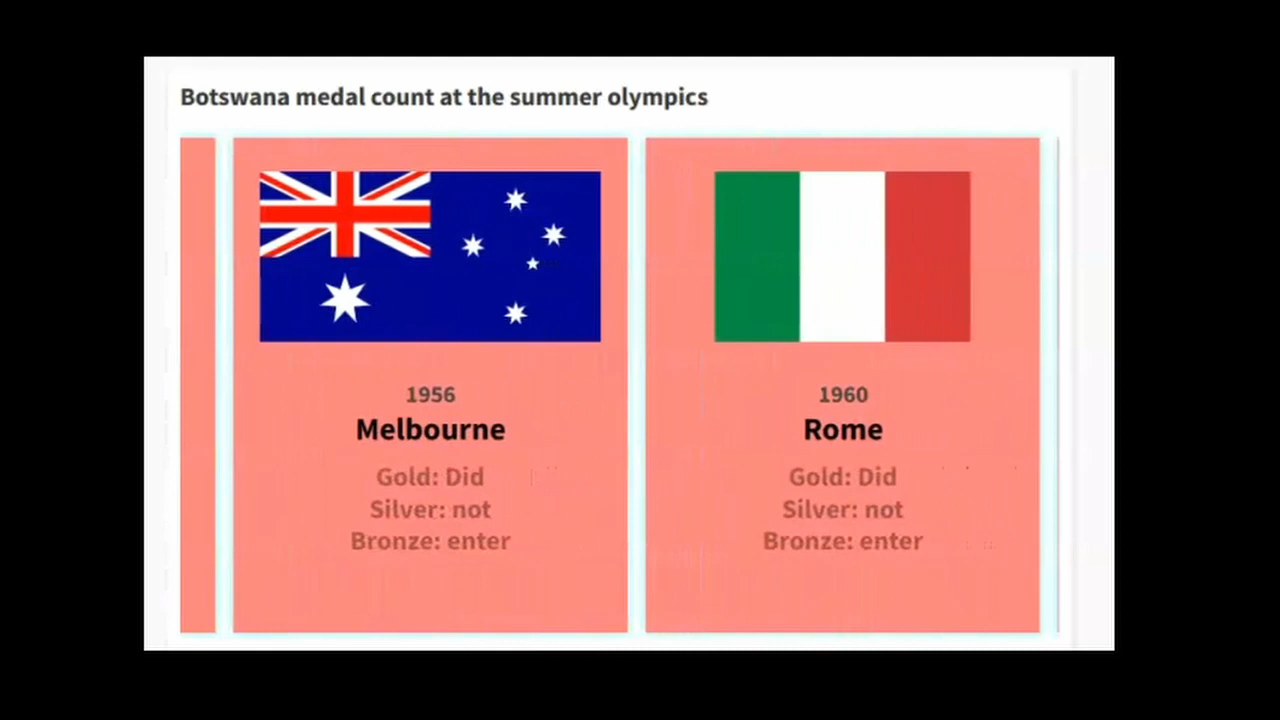 Botswana medal count at the summer olympics
1956
Melbourne
Gold: Did
Silver: not
Bronze: enter
1960
Rome
Gold: Did
Silver: not
Bronze: enter